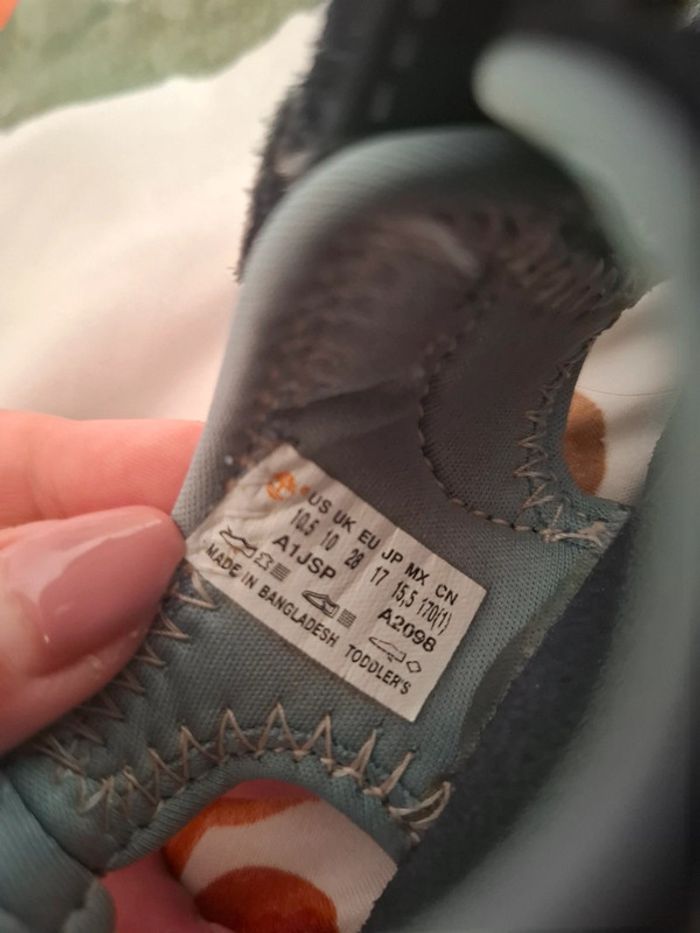 US UK EU JP MX CN
10.5 10 28 17 15,5 170(1)
A1JSP A2098
MADE IN BANGLADESH TODDLER'S